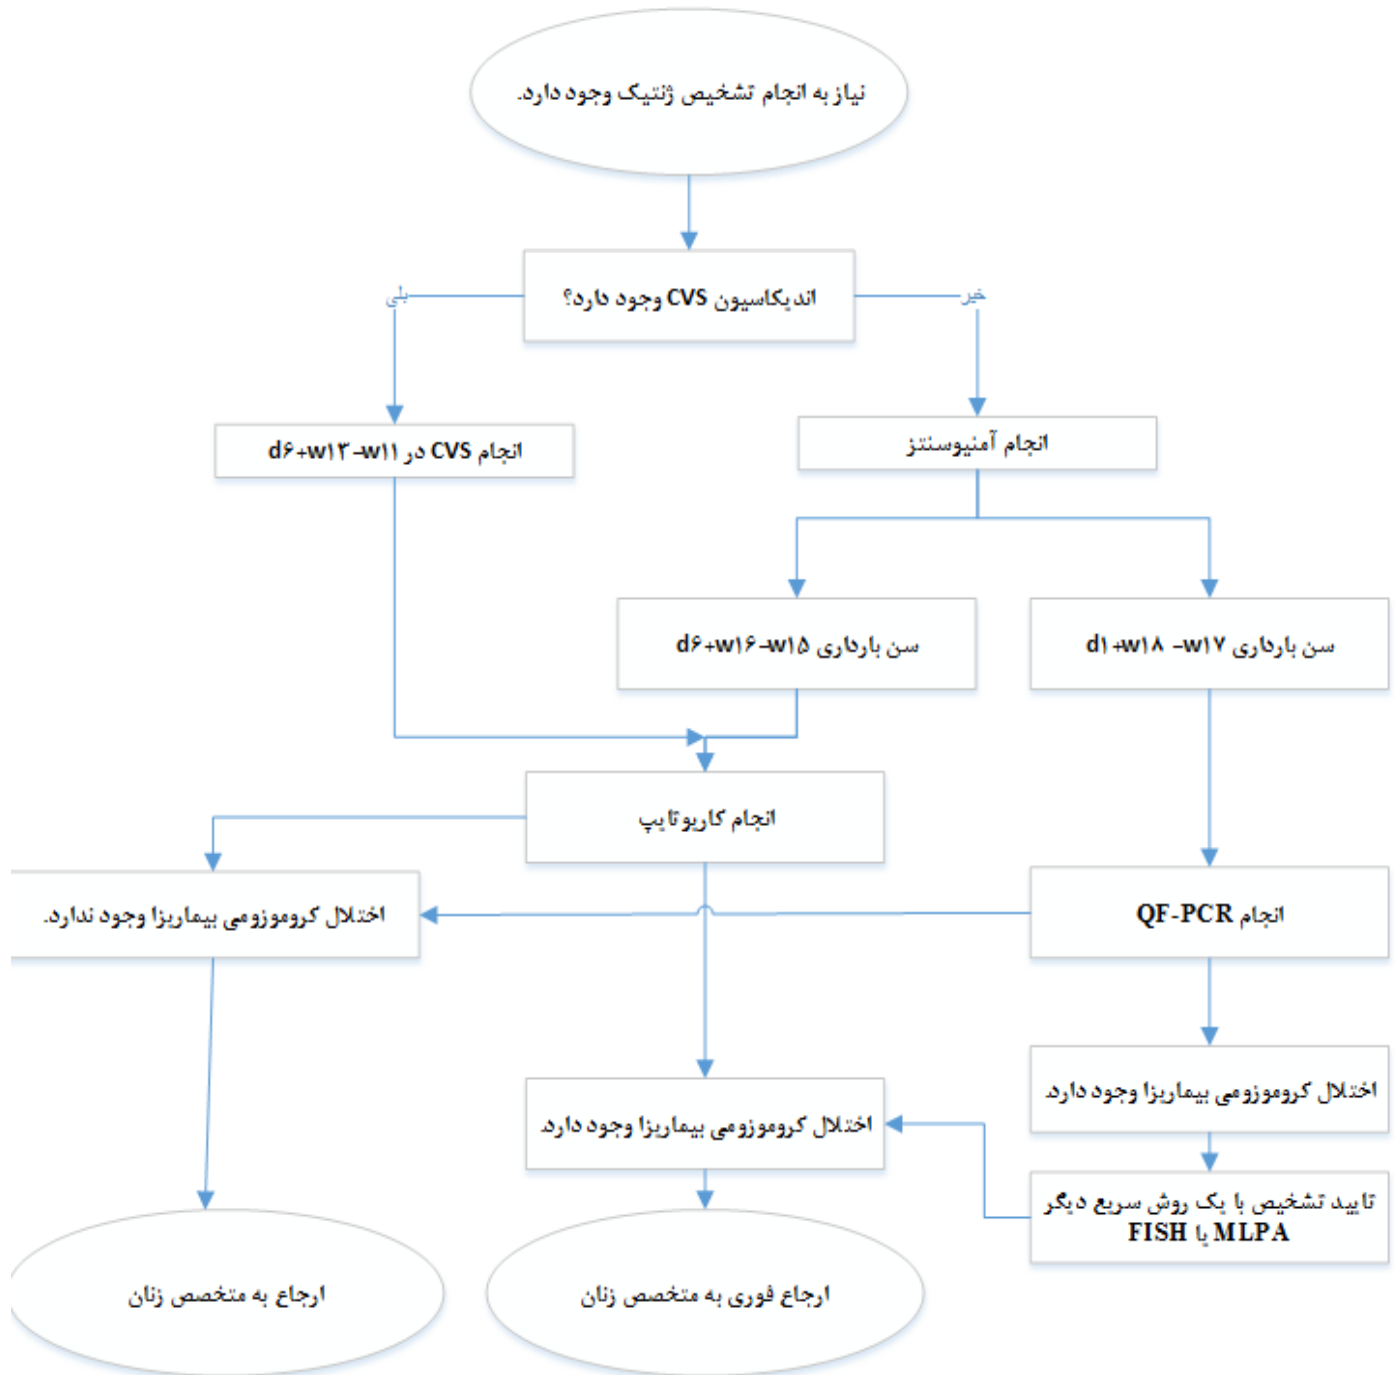 نیاز به انجام تشخیص ژنتیک وجود دارد.
اندیکاسیون CVS وجود دارد؟
خیر
بلی
انجام آمنیوسنتز
انجام CVS در w۱۱-w۱۳+d۶
سن بارداری w۱۷- w۱۸+d۱
سن بارداری w۱۵-w۱۶+d۶
انجام کاریوتایپ
انجام QF-PCR
اختلال کروموزومی بیماریزا وجود ندارد.
اختلال کروموزومی بیماریزا وجود دارد.
اختلال کروموزومی بیماریزا وجود دارد.
تایید تشخیص با یک روش سریع دیگر
MLPA یا FISH
ارجاع فوری به متخصص زنان
ارجاع به متخصص زنان